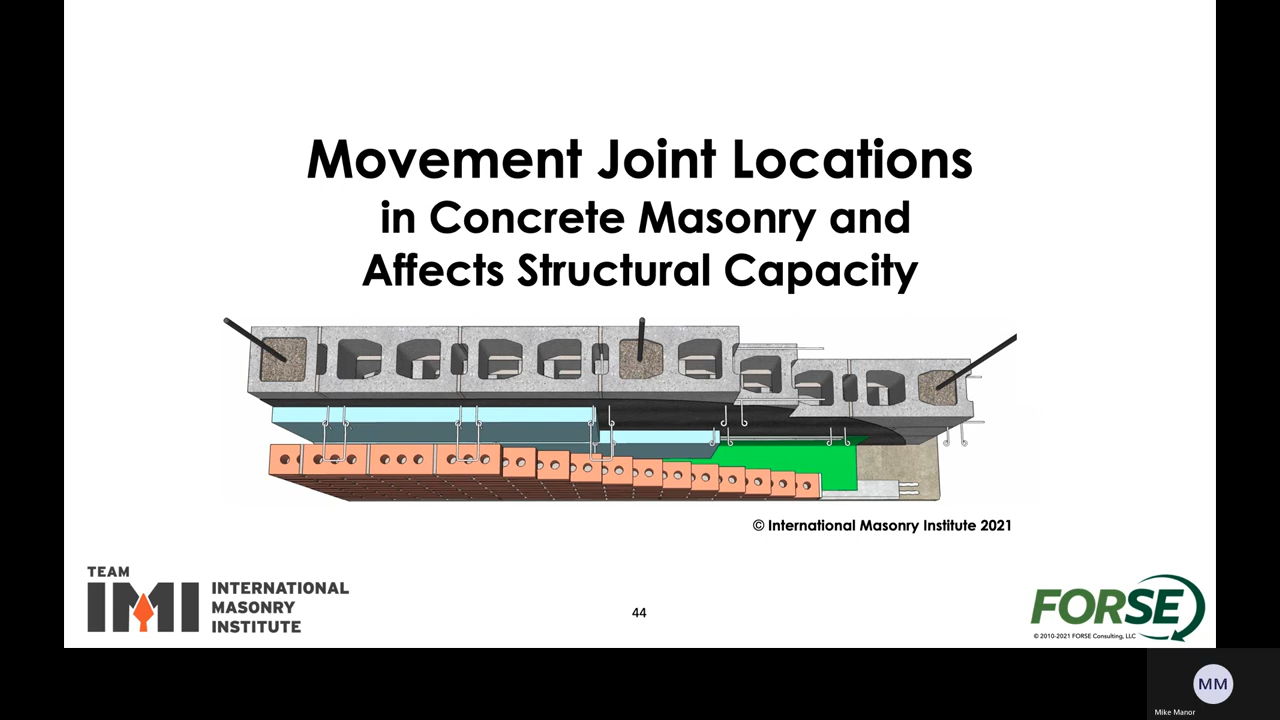 Movement Joint Locations
in Concrete Masonry and
Affects Structural Capacity
© International Masonry Institute 2021
TEAM
IMI
INTERNATIONAL
MASONRY
INSTITUTE
44
FORSE
© 2010-2021 FORSE Consulting, LLC
MM
Mike Manor